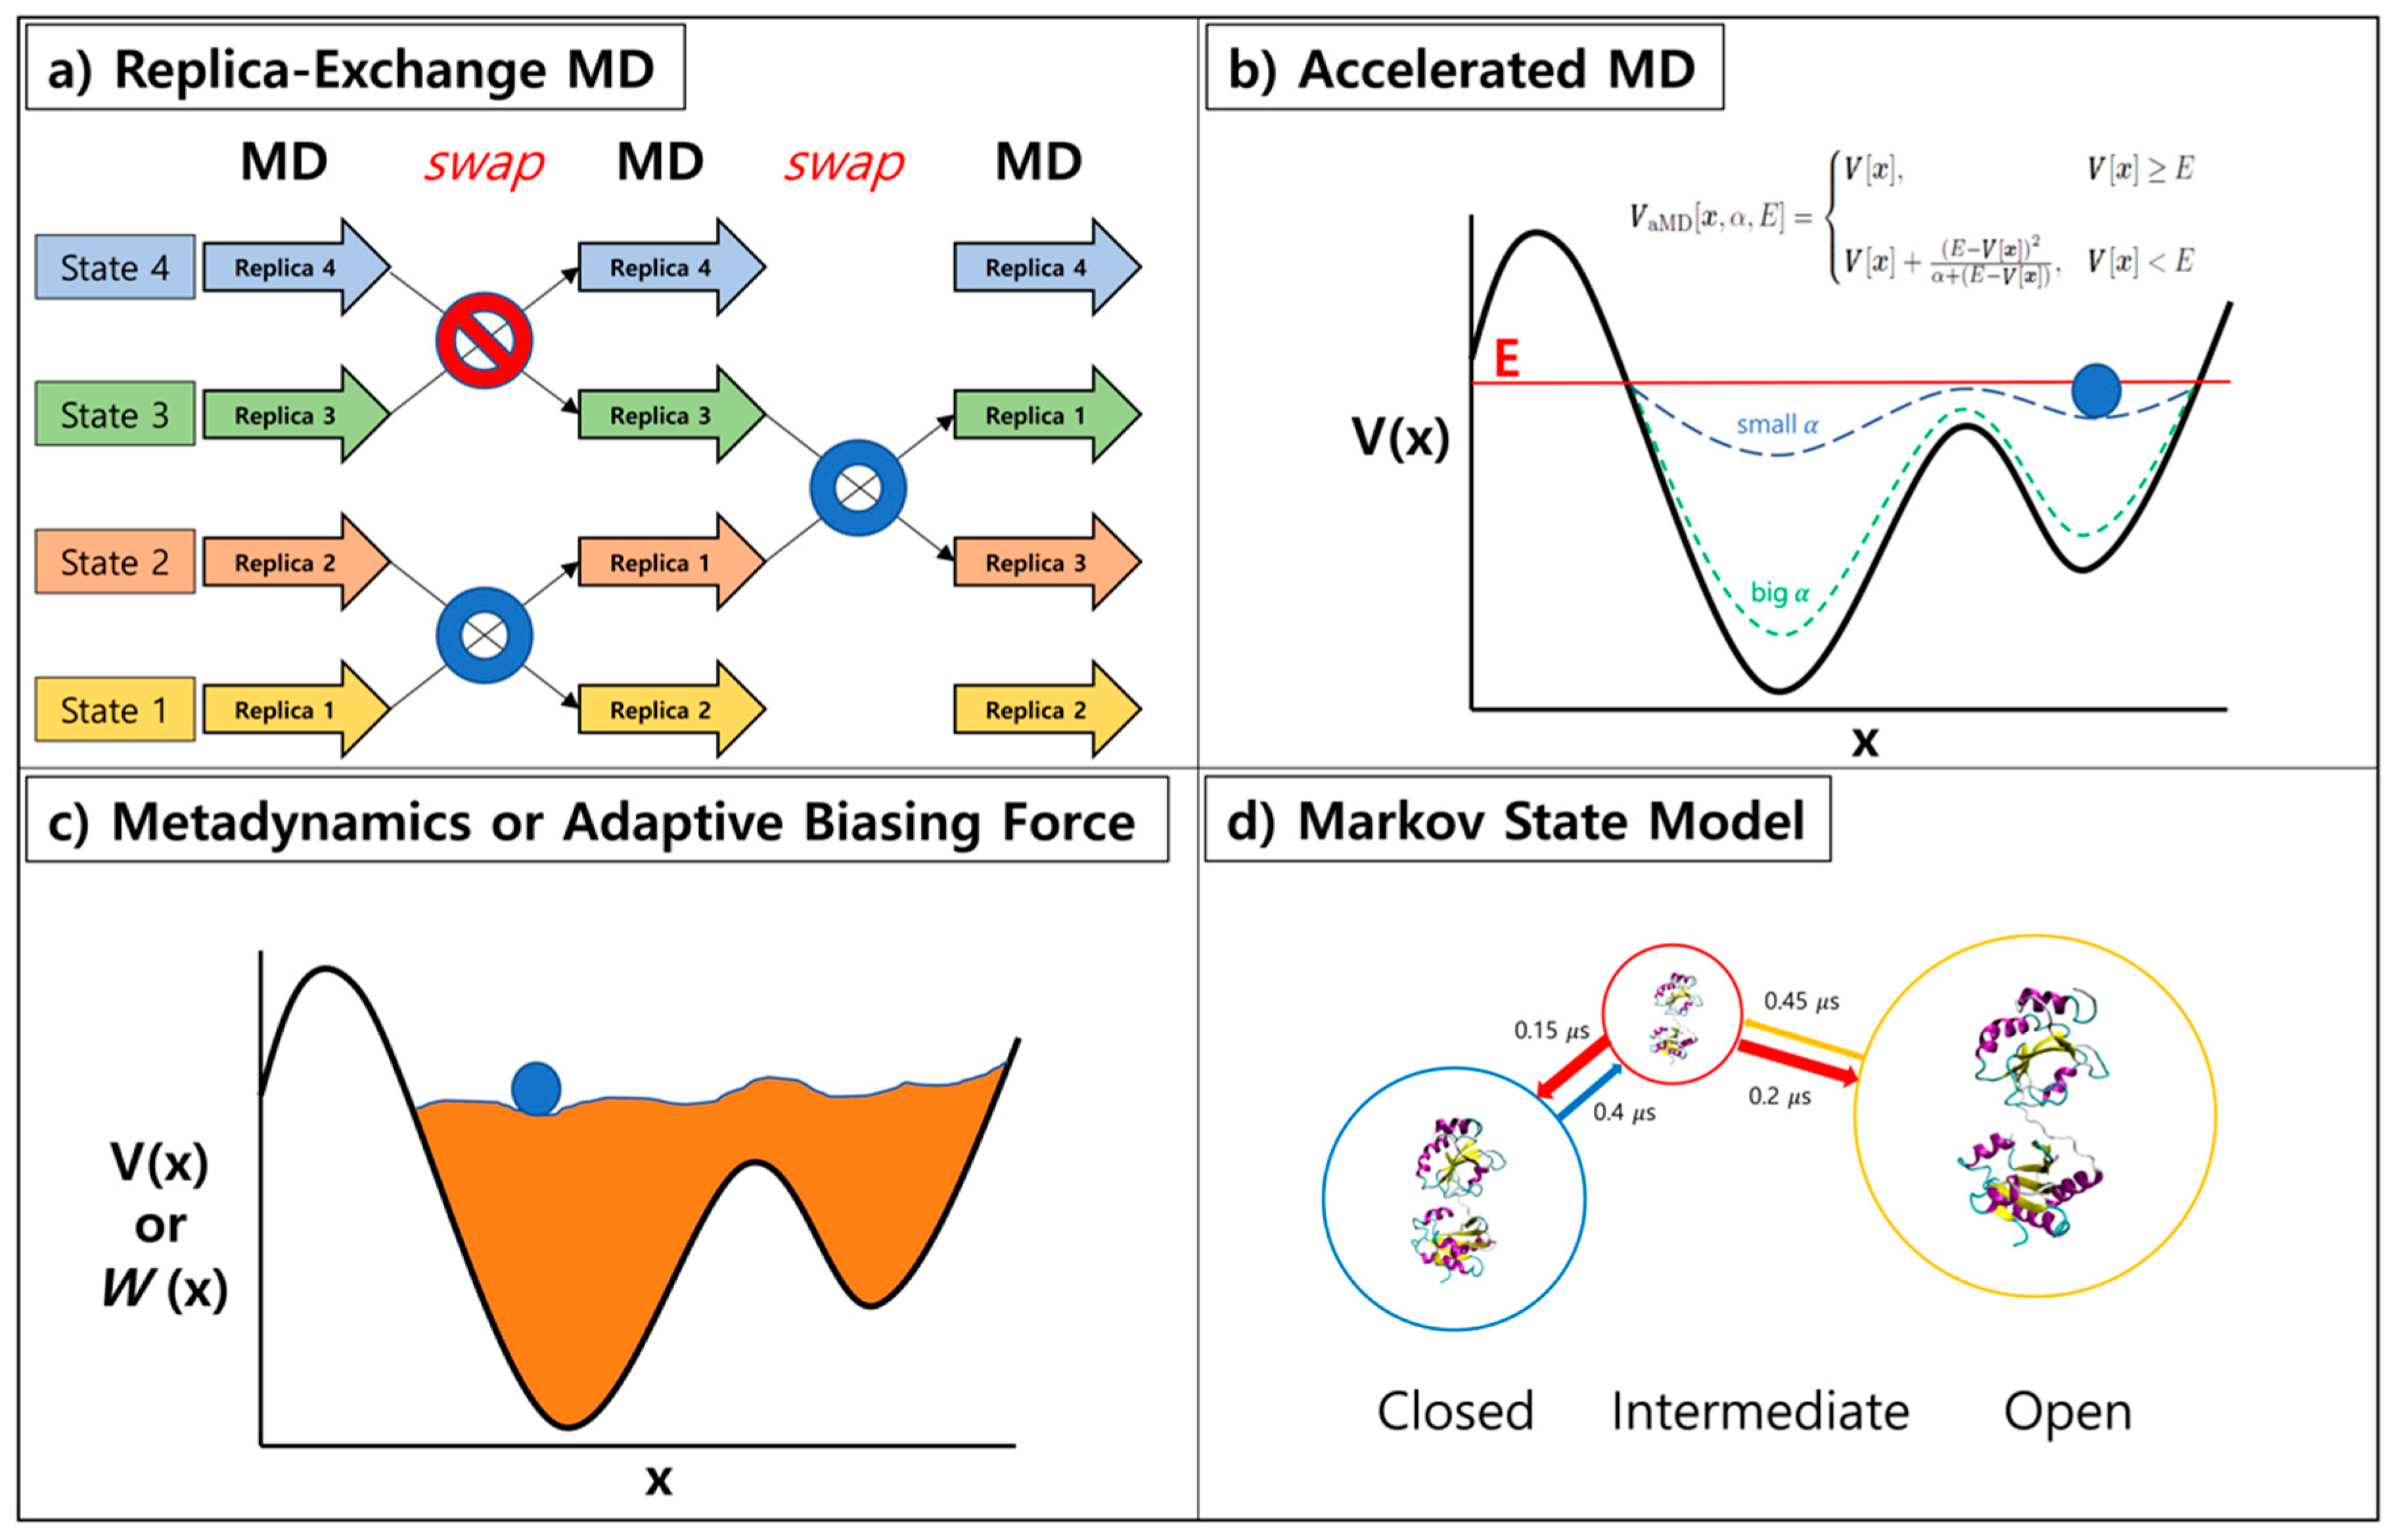 a) Replica-Exchange MD
MD swap MD swap MD
State 4 Replica 4 Replica 4 Replica 4
State 3 Replica 3 Replica 3 Replica 1
State 2 Replica 2 Replica 1 Replica 3
State 1 Replica 1 Replica 2 Replica 2
b) Accelerated MD
V[x], V[x] ≥ E
V_aMD[x, α, E] =
V[x] + (E−V[x])² / α+(E−V[x]), V[x] < E
E
V(x)
small α
big α
x
c) Metadynamics or Adaptive Biasing Force
V(x)
or
W (x)
x
d) Markov State Model
0.45 μs
0.15 μs
0.2 μs
0.4 μs
Closed Intermediate Open